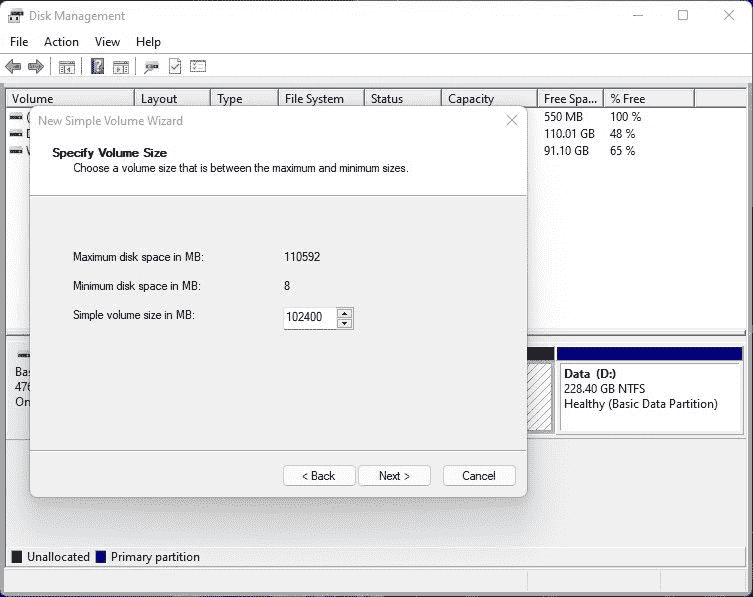 Disk Management
File Action View Help
Volume Layout Type File System Status Capacity Free Spa... % Free
550 MB 100 %
110.01 GB 48 %
91.10 GB 65 %
New Simple Volume Wizard
Specify Volume Size
Choose a volume size that is between the maximum and minimum sizes.
Maximum disk space in MB: 110592
Minimum disk space in MB: 8
Simple volume size in MB: 102400
< Back Next > Cancel
Bas
476
On
Data (D:)
228.40 GB NTFS
Healthy (Basic Data Partition)
Unallocated Primary partition